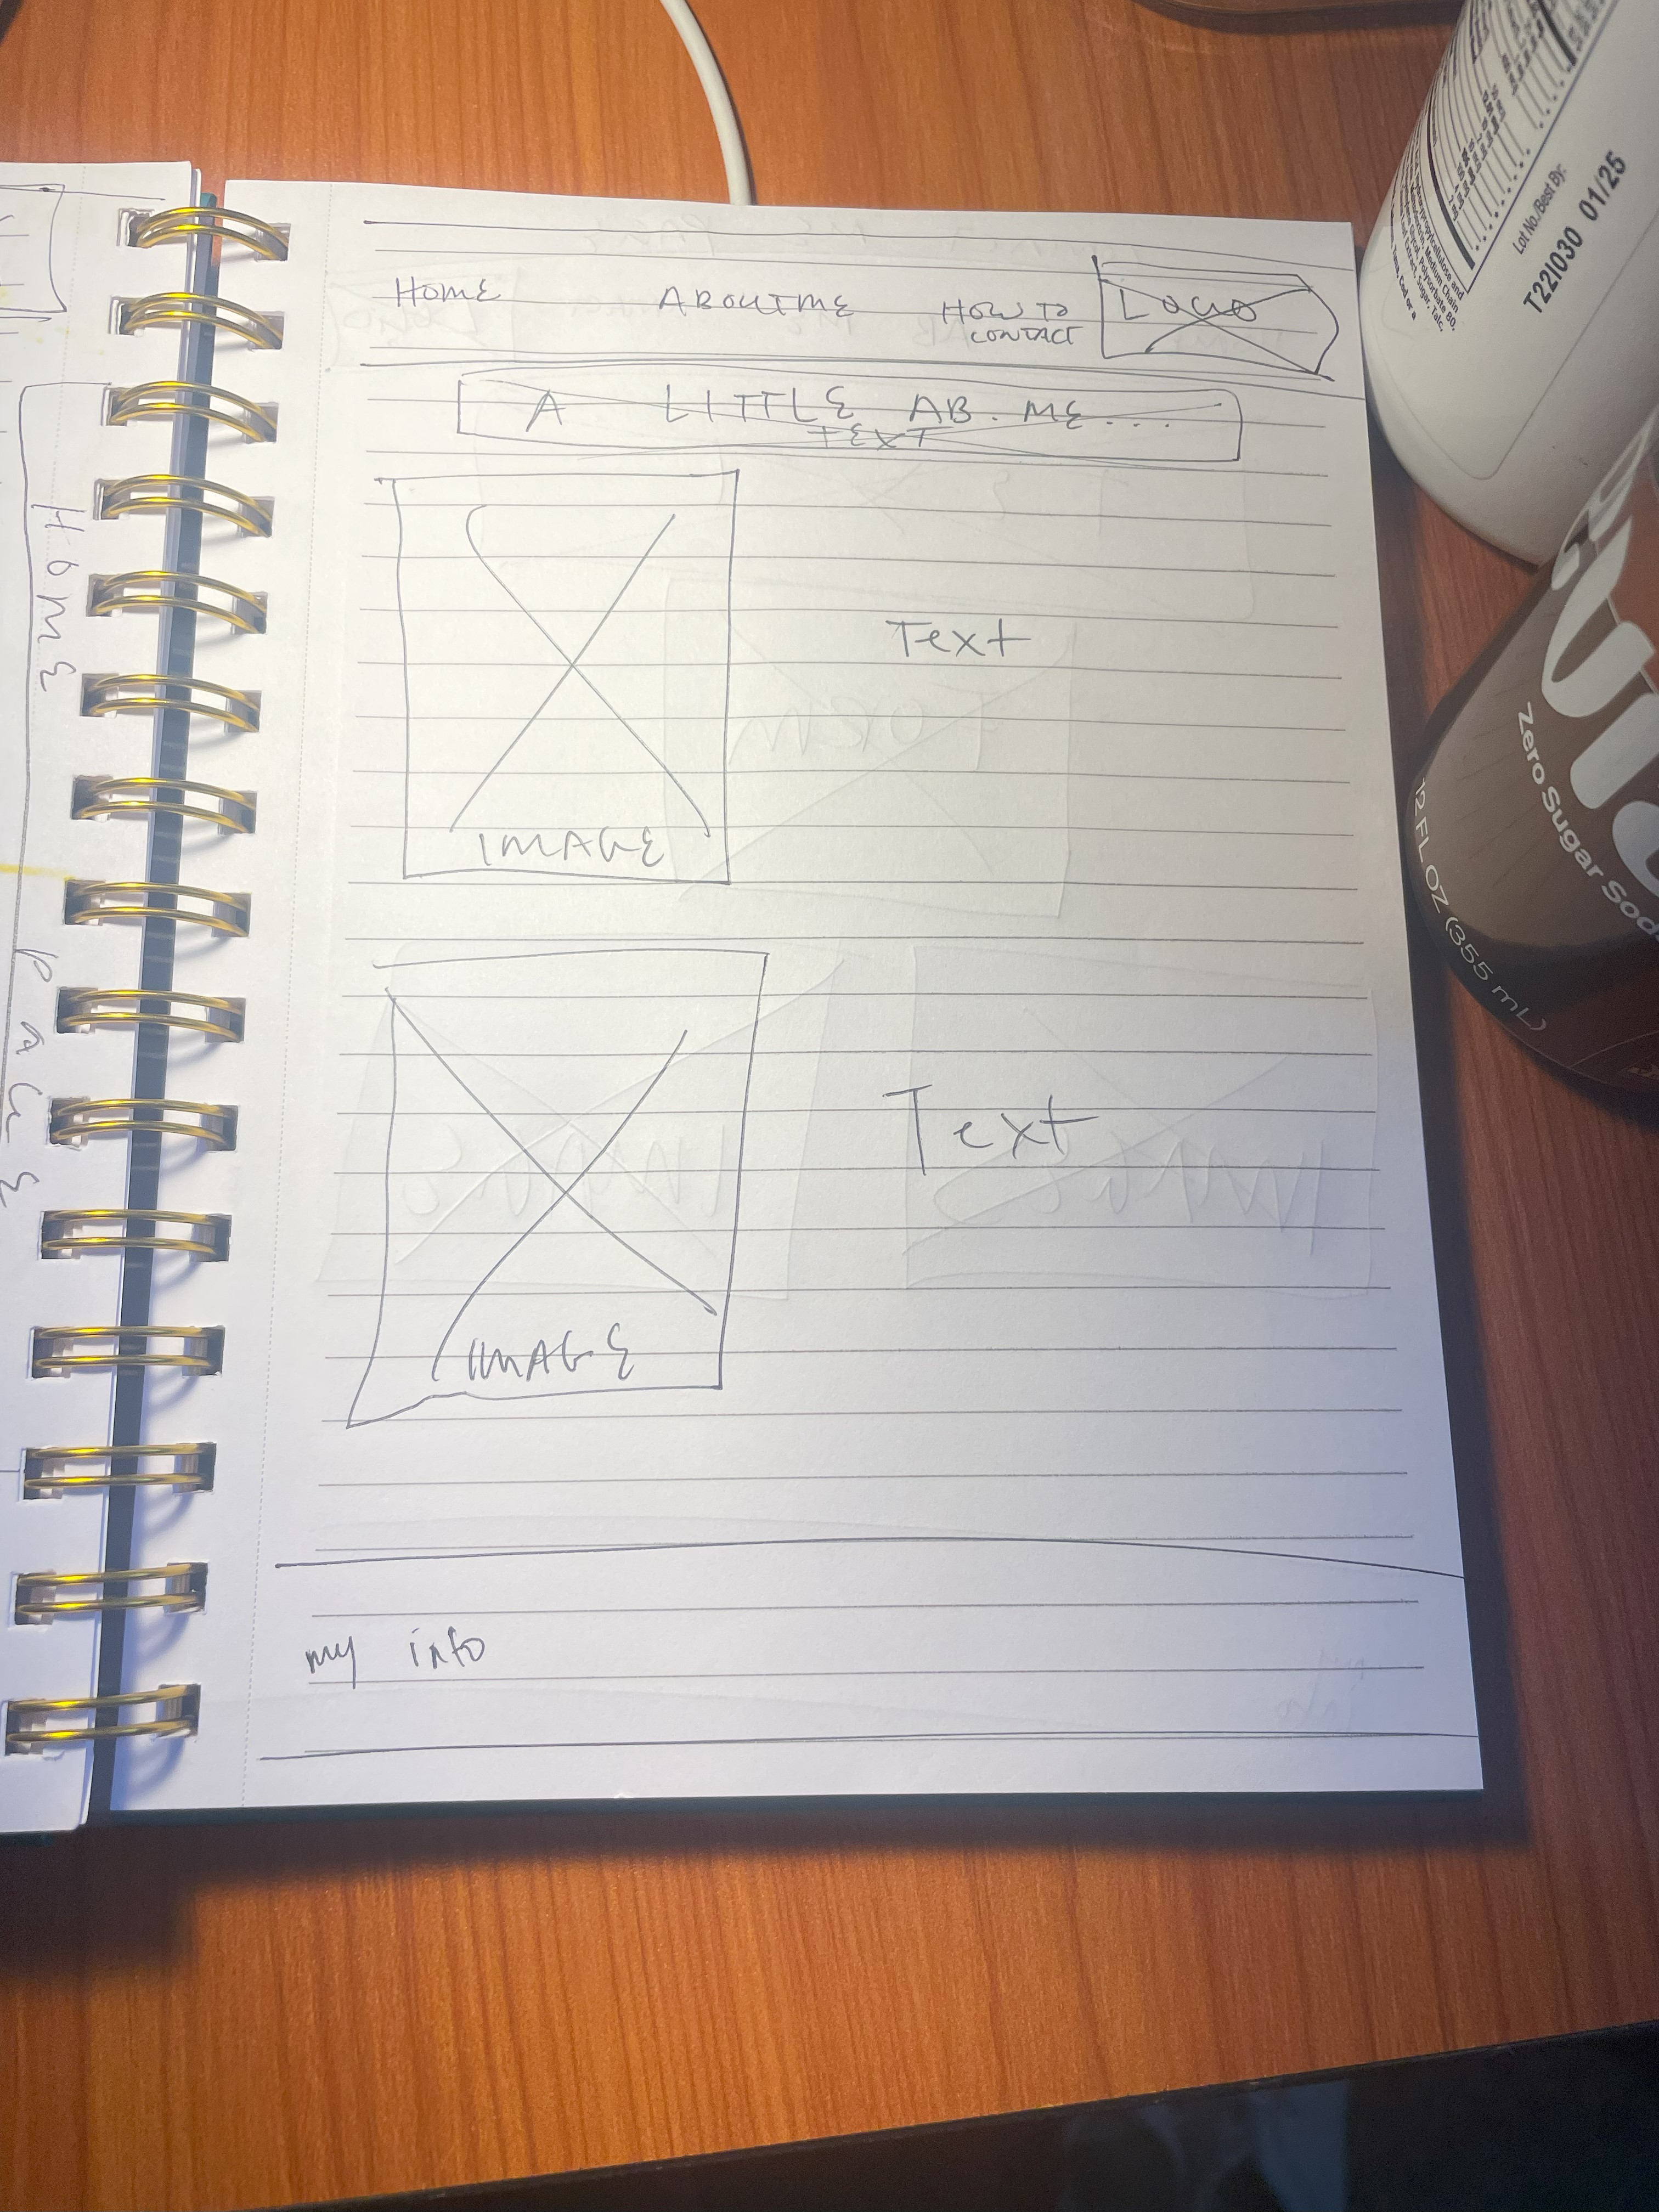 HOME
ABOUT ME
HOW TO
CONTACT
LOGO
A LITTLE AB. ME...
TEXT
Text
IMAGE
Text
IMAGE
my info
HOME
PAGE
Lot No./Best By:
T22I030 01/25
Zero Sugar Soda
12 FL OZ (355 mL)